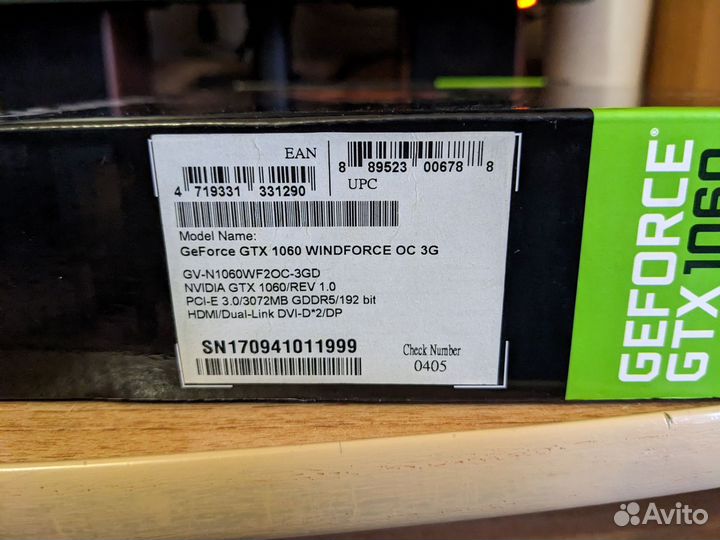 EAN
4 719331 331290
8 89523 00678 8
UPC
Model Name:
GeForce GTX 1060 WINDFORCE OC 3G
GV-N1060WF2OC-3GD
NVIDIA GTX 1060/REV 1.0
PCI-E 3.0/3072MB GDDR5/192 bit
HDMI/Dual-Link DVI-D*2/DP
SN170941011999
Check Number
0405
GEFORCE®
GTX 1060
Avito